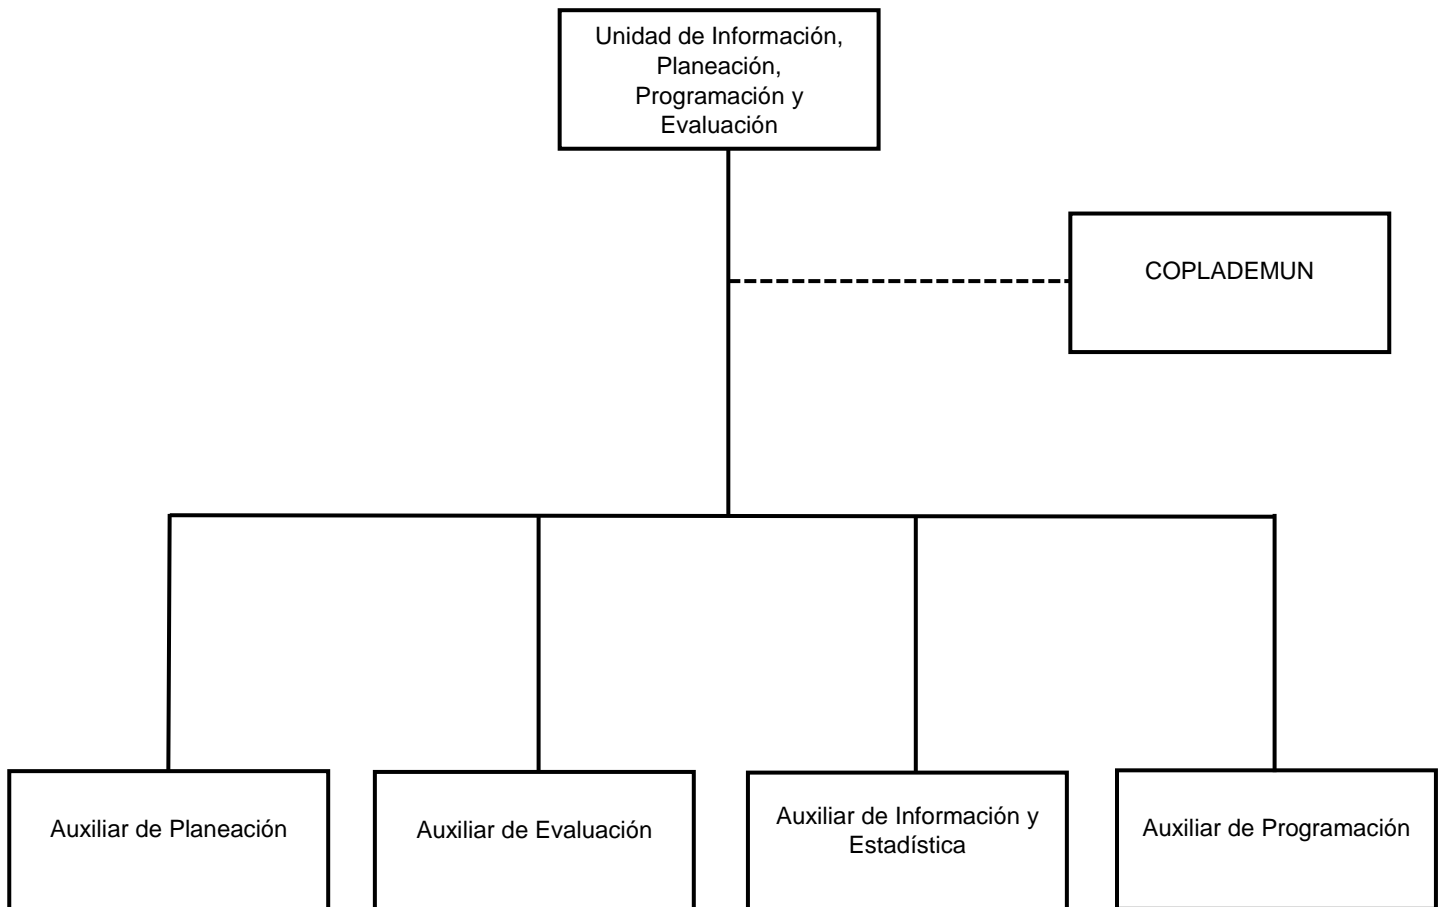 Unidad de Información,
Planeación,
Programación y
Evaluación
COPLADEMUN
Auxiliar de Planeación
Auxiliar de Evaluación
Auxiliar de Información y
Estadística
Auxiliar de Programación